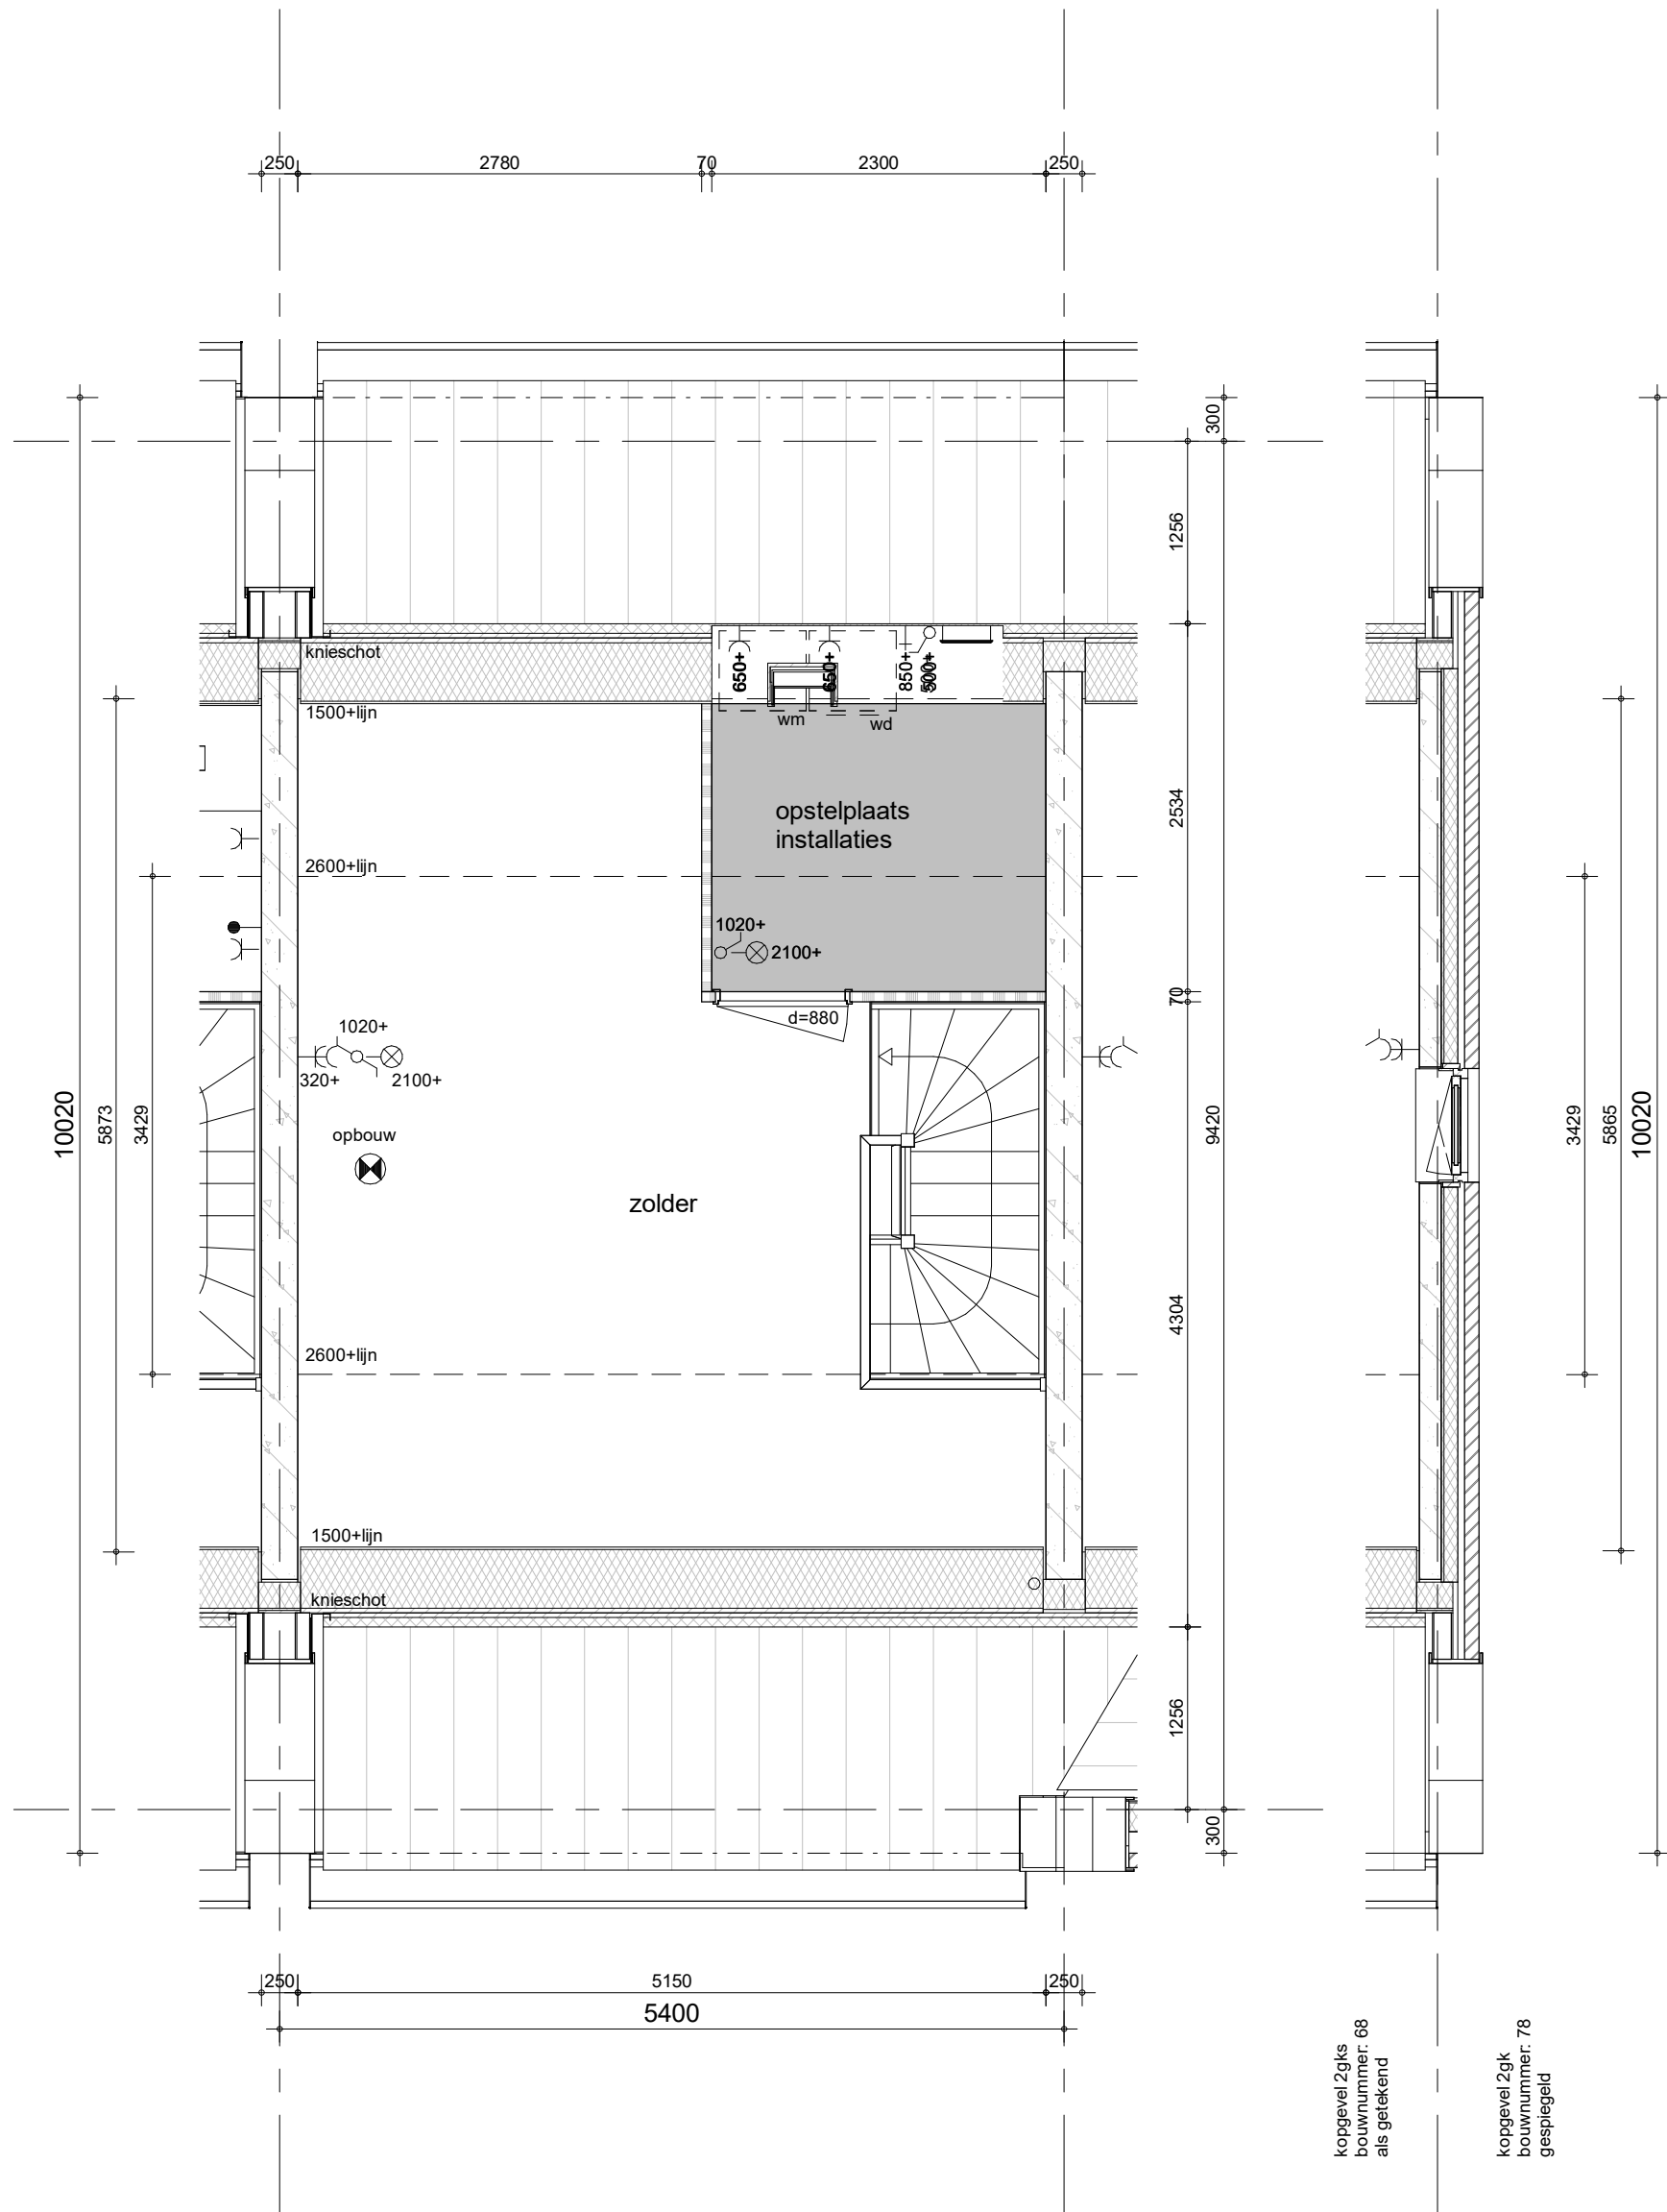 250
2780
70
2300
250
300
1256
knieschot
650+
650+
850+
wm
wd
1500+lijn
opstelplaats
installaties
2534
2600+lijn
1020+
2100+
70
d=880
1020+
320+
2100+
opbouw
zolder
10020
5873
3429
9420
3429
5865
10020
4304
2600+lijn
1500+lijn
knieschot
1256
300
250
5150
250
5400
kopgevel 2gks
bouwnummer: 68
als getekend
kopgevel 2gk
bouwnummer: 78
gespiegeld